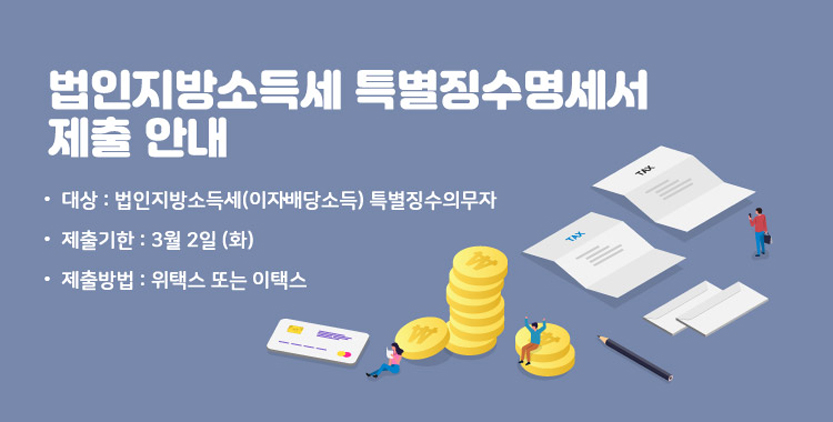 법인지방소득세 특별징수명세서
제출 안내
• 대상 : 법인지방소득세(이자배당소득) 특별징수의무자
• 제출기한 : 3월 2일 (화)
• 제출방법 : 위택스 또는 이택스
TAX
TAX